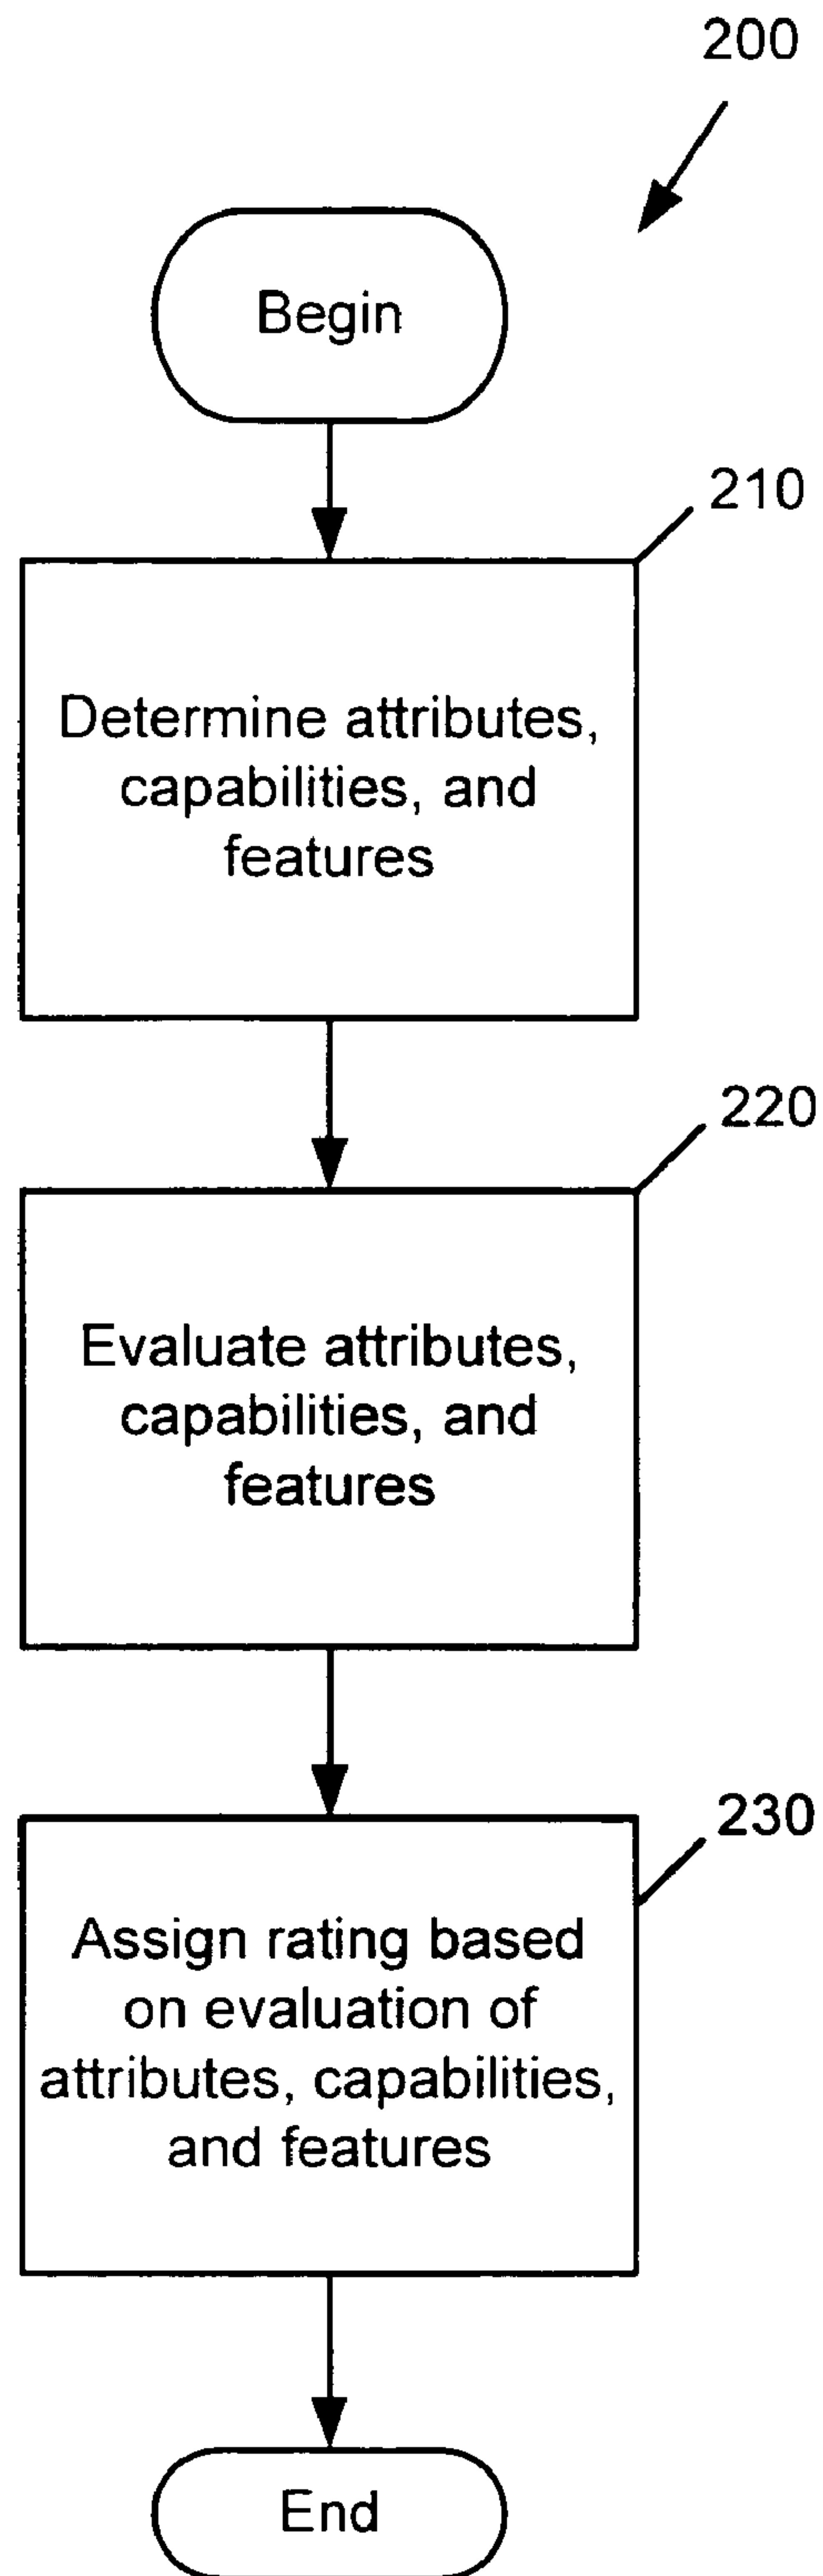 200
Begin
210
Determine attributes,
capabilities, and
features
220
Evaluate attributes,
capabilities, and
features
230
Assign rating based
on evaluation of
attributes, capabilities,
and features
End